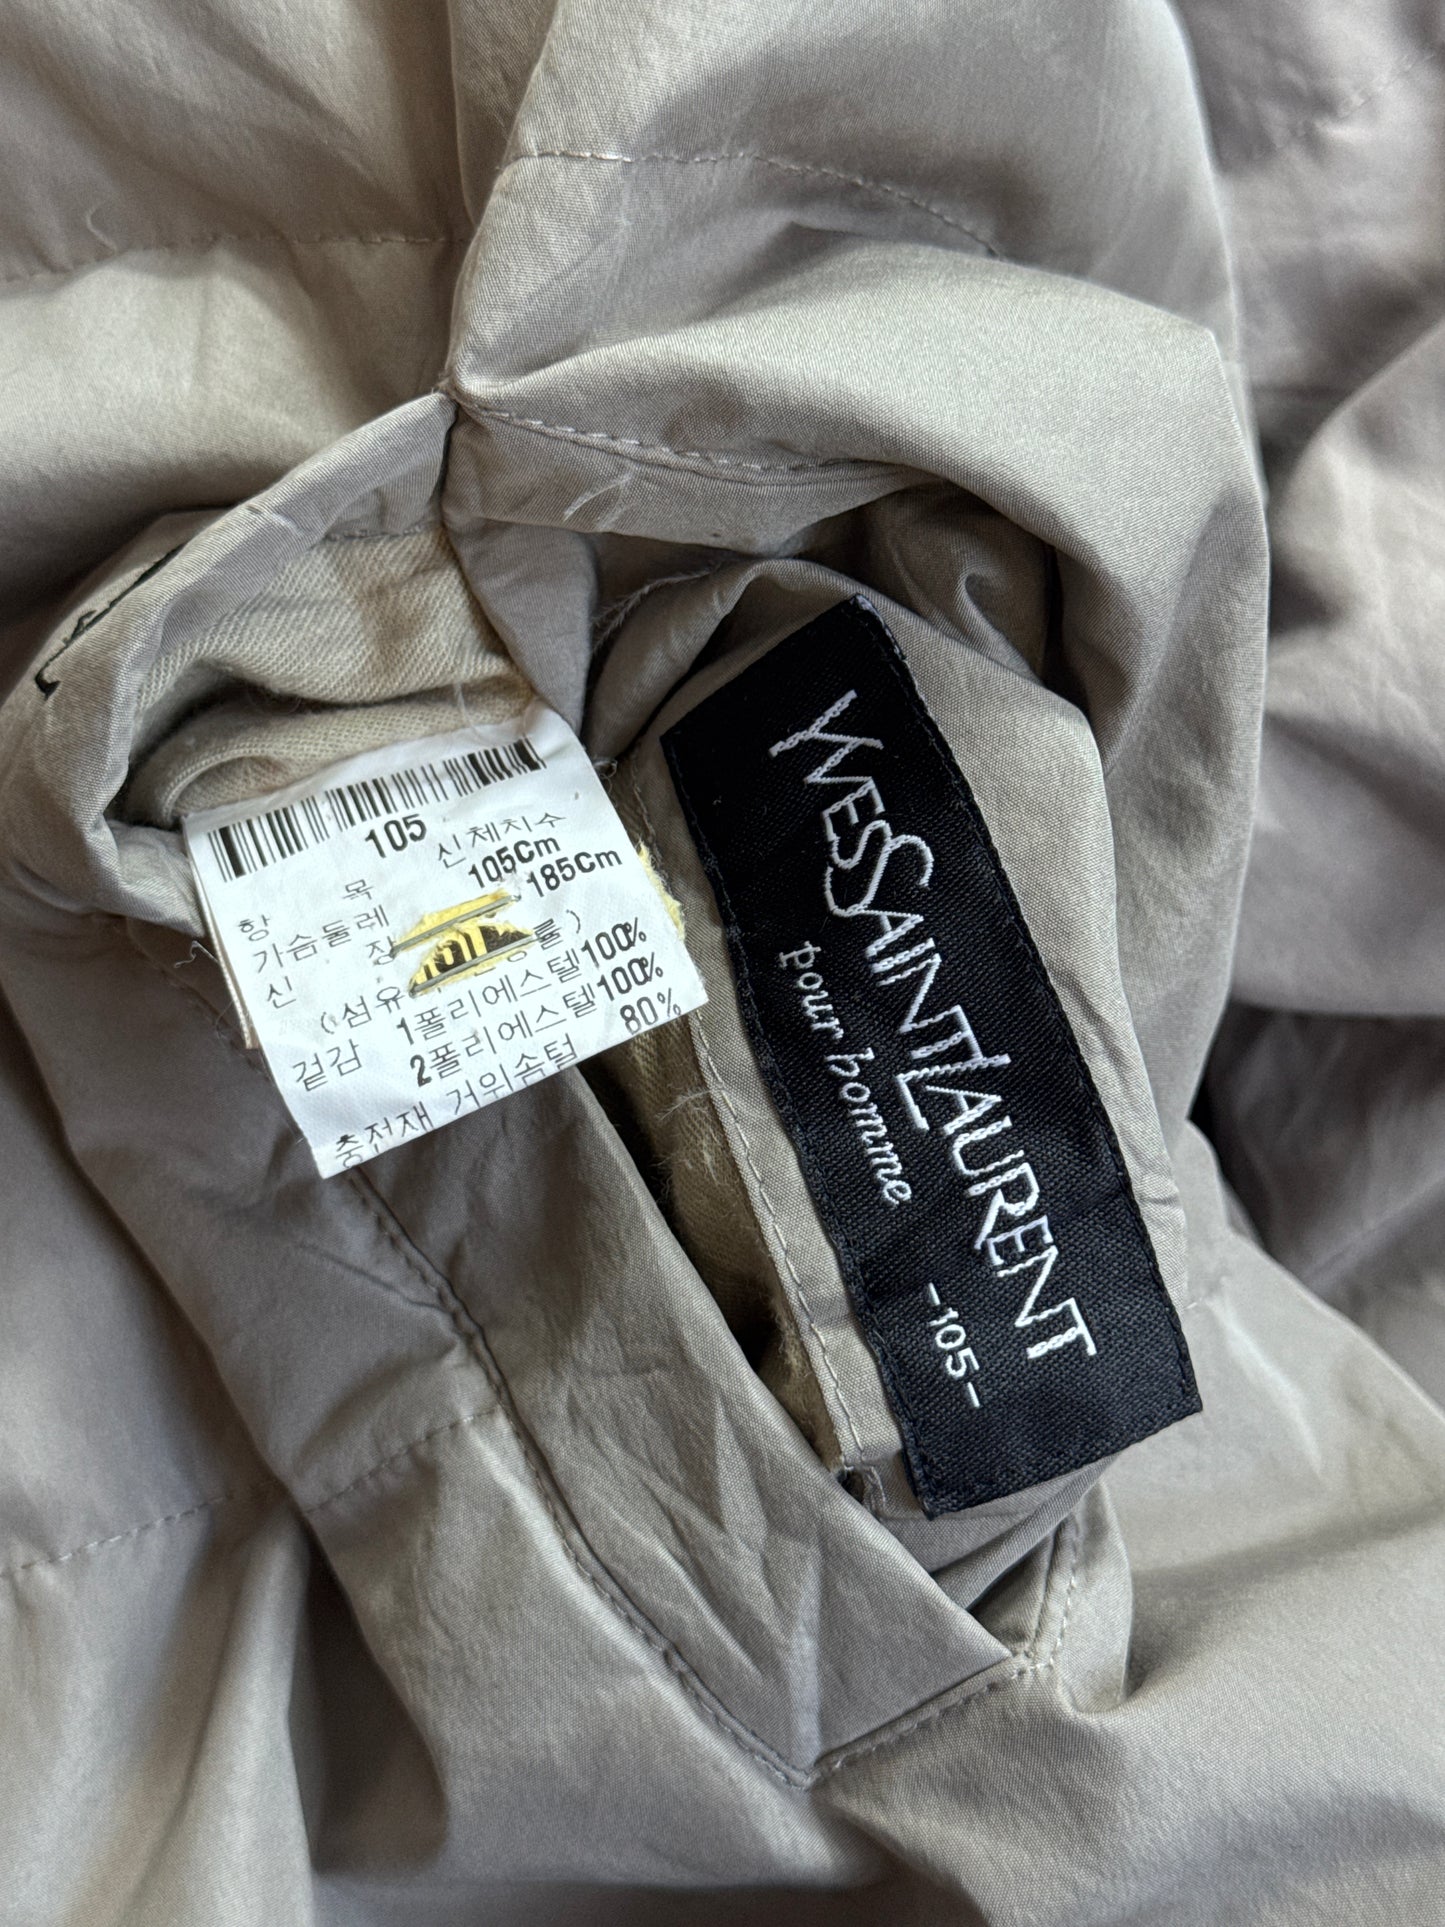 105
신체치수
항 목
105Cm
가슴둘레
185Cm
신 장
(섬유 률)
1폴리에스텔100%
겉감 2폴리에스텔100%
충전재 거위솜털 80%
YVESSAINTLAURENT
pour homme
-105-